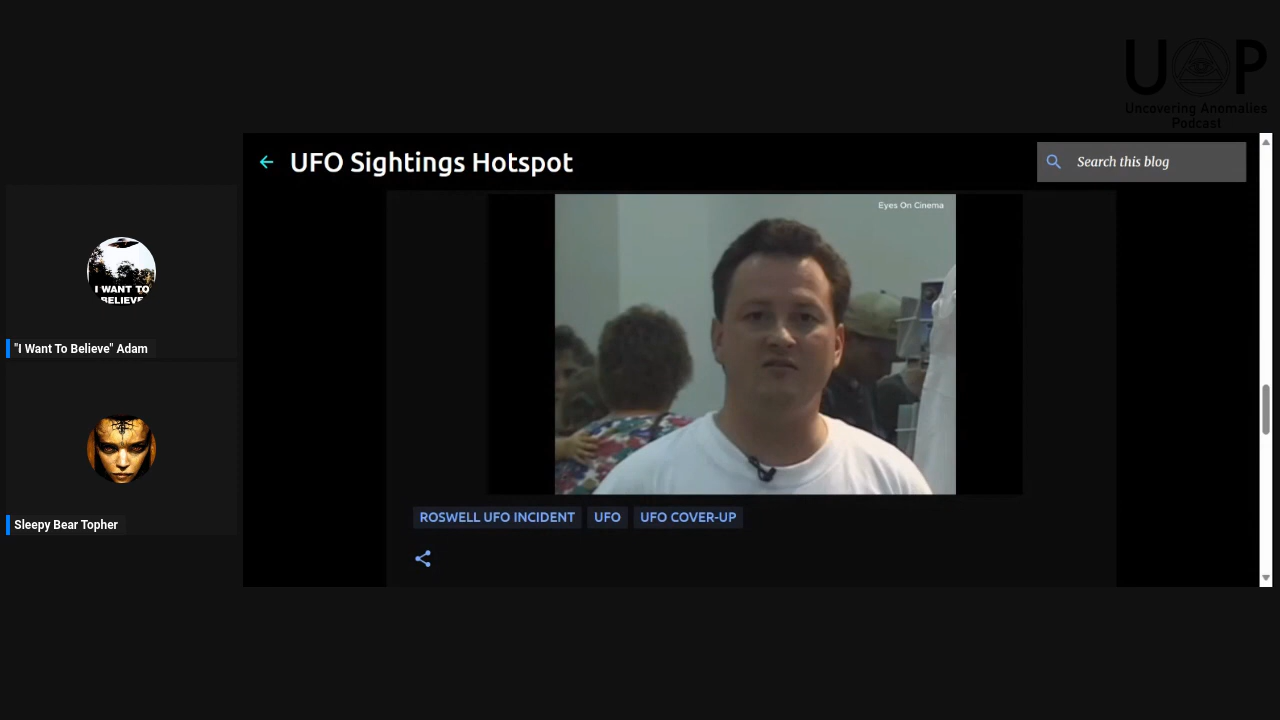 U P
Uncovering Anomalies
Podcast
UFO Sightings Hotspot
Search this blog
Eyes On Cinema
I WANT TO
BELIEVE
"I Want To Believe" Adam
Sleepy Bear Topher
ROSWELL UFO INCIDENT
UFO
UFO COVER-UP